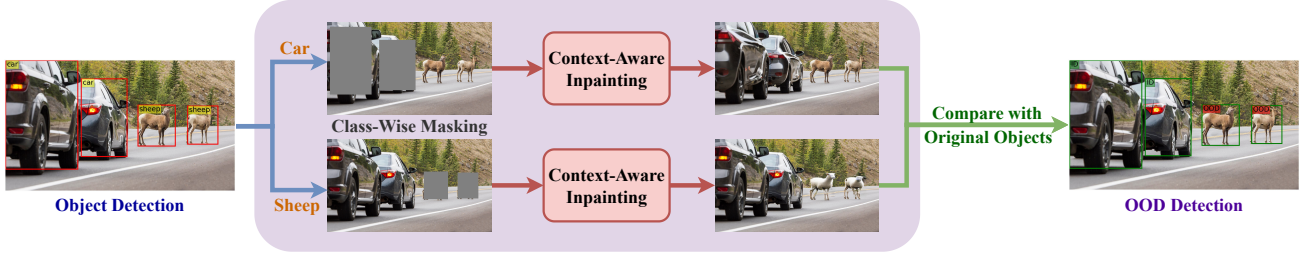 car
car
sheep
sheep
Object Detection
Car
Class-Wise Masking
Sheep
Context-Aware
Inpainting
Context-Aware
Inpainting
Compare with
Original Objects
ID
ID
OOD
OOD
OOD Detection